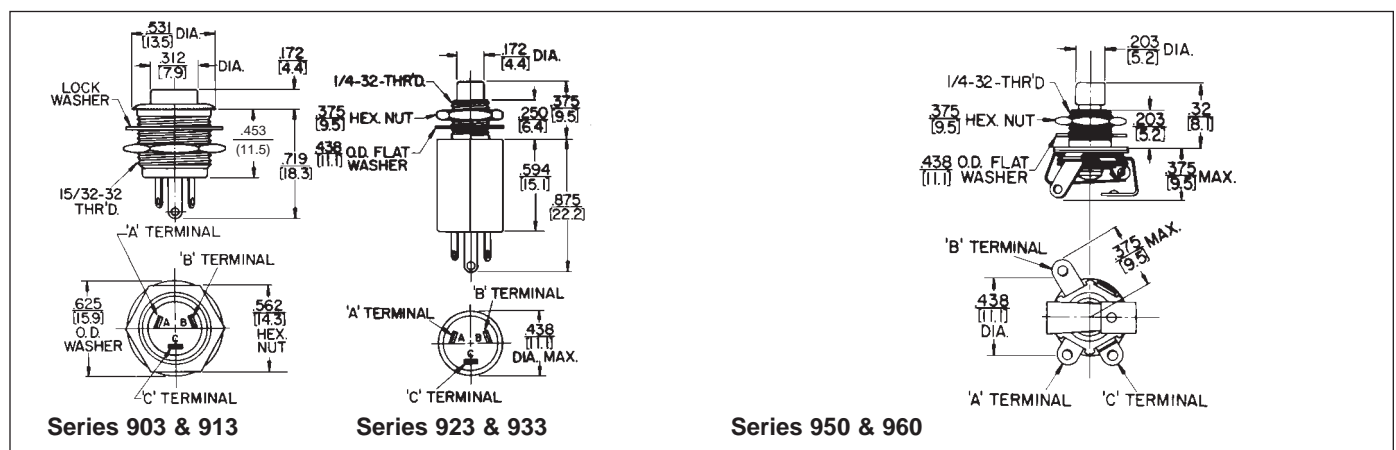 .531
[13.5] DIA.
.312
[7.9] DIA.
.172
[4.4]
LOCK
WASHER
.453
(11.5)
.719
[18.3]
15/32-32
THR'D.
'A' TERMINAL
'B' TERMINAL
.625
[15.9]
O.D.
WASHER
A B
C
.562
[14.3]
HEX.
NUT
'C' TERMINAL
Series 903 & 913
.172
[4.4] DIA.
1/4-32-THR'D.
.375
[9.5] HEX. NUT
.250
[6.4]
.375
[9.5]
.438
[11.1] O.D. FLAT
WASHER
.594
[15.1]
.875
[22.2]
'A' TERMINAL
'B' TERMINAL
A B
C
.438
[11.1]
DIA. MAX.
'C' TERMINAL
Series 923 & 933
.203
[5.2] DIA.
1/4-32-THR'D
.375
[9.5] HEX. NUT
.203
[5.2]
.32
[8.1]
.438
[11.1] O.D. FLAT
WASHER
.375
[9.5] MAX.
'B' TERMINAL
.375
[9.5] MAX.
.438
[11.1]
DIA.
'A' TERMINAL
'C' TERMINAL
Series 950 & 960